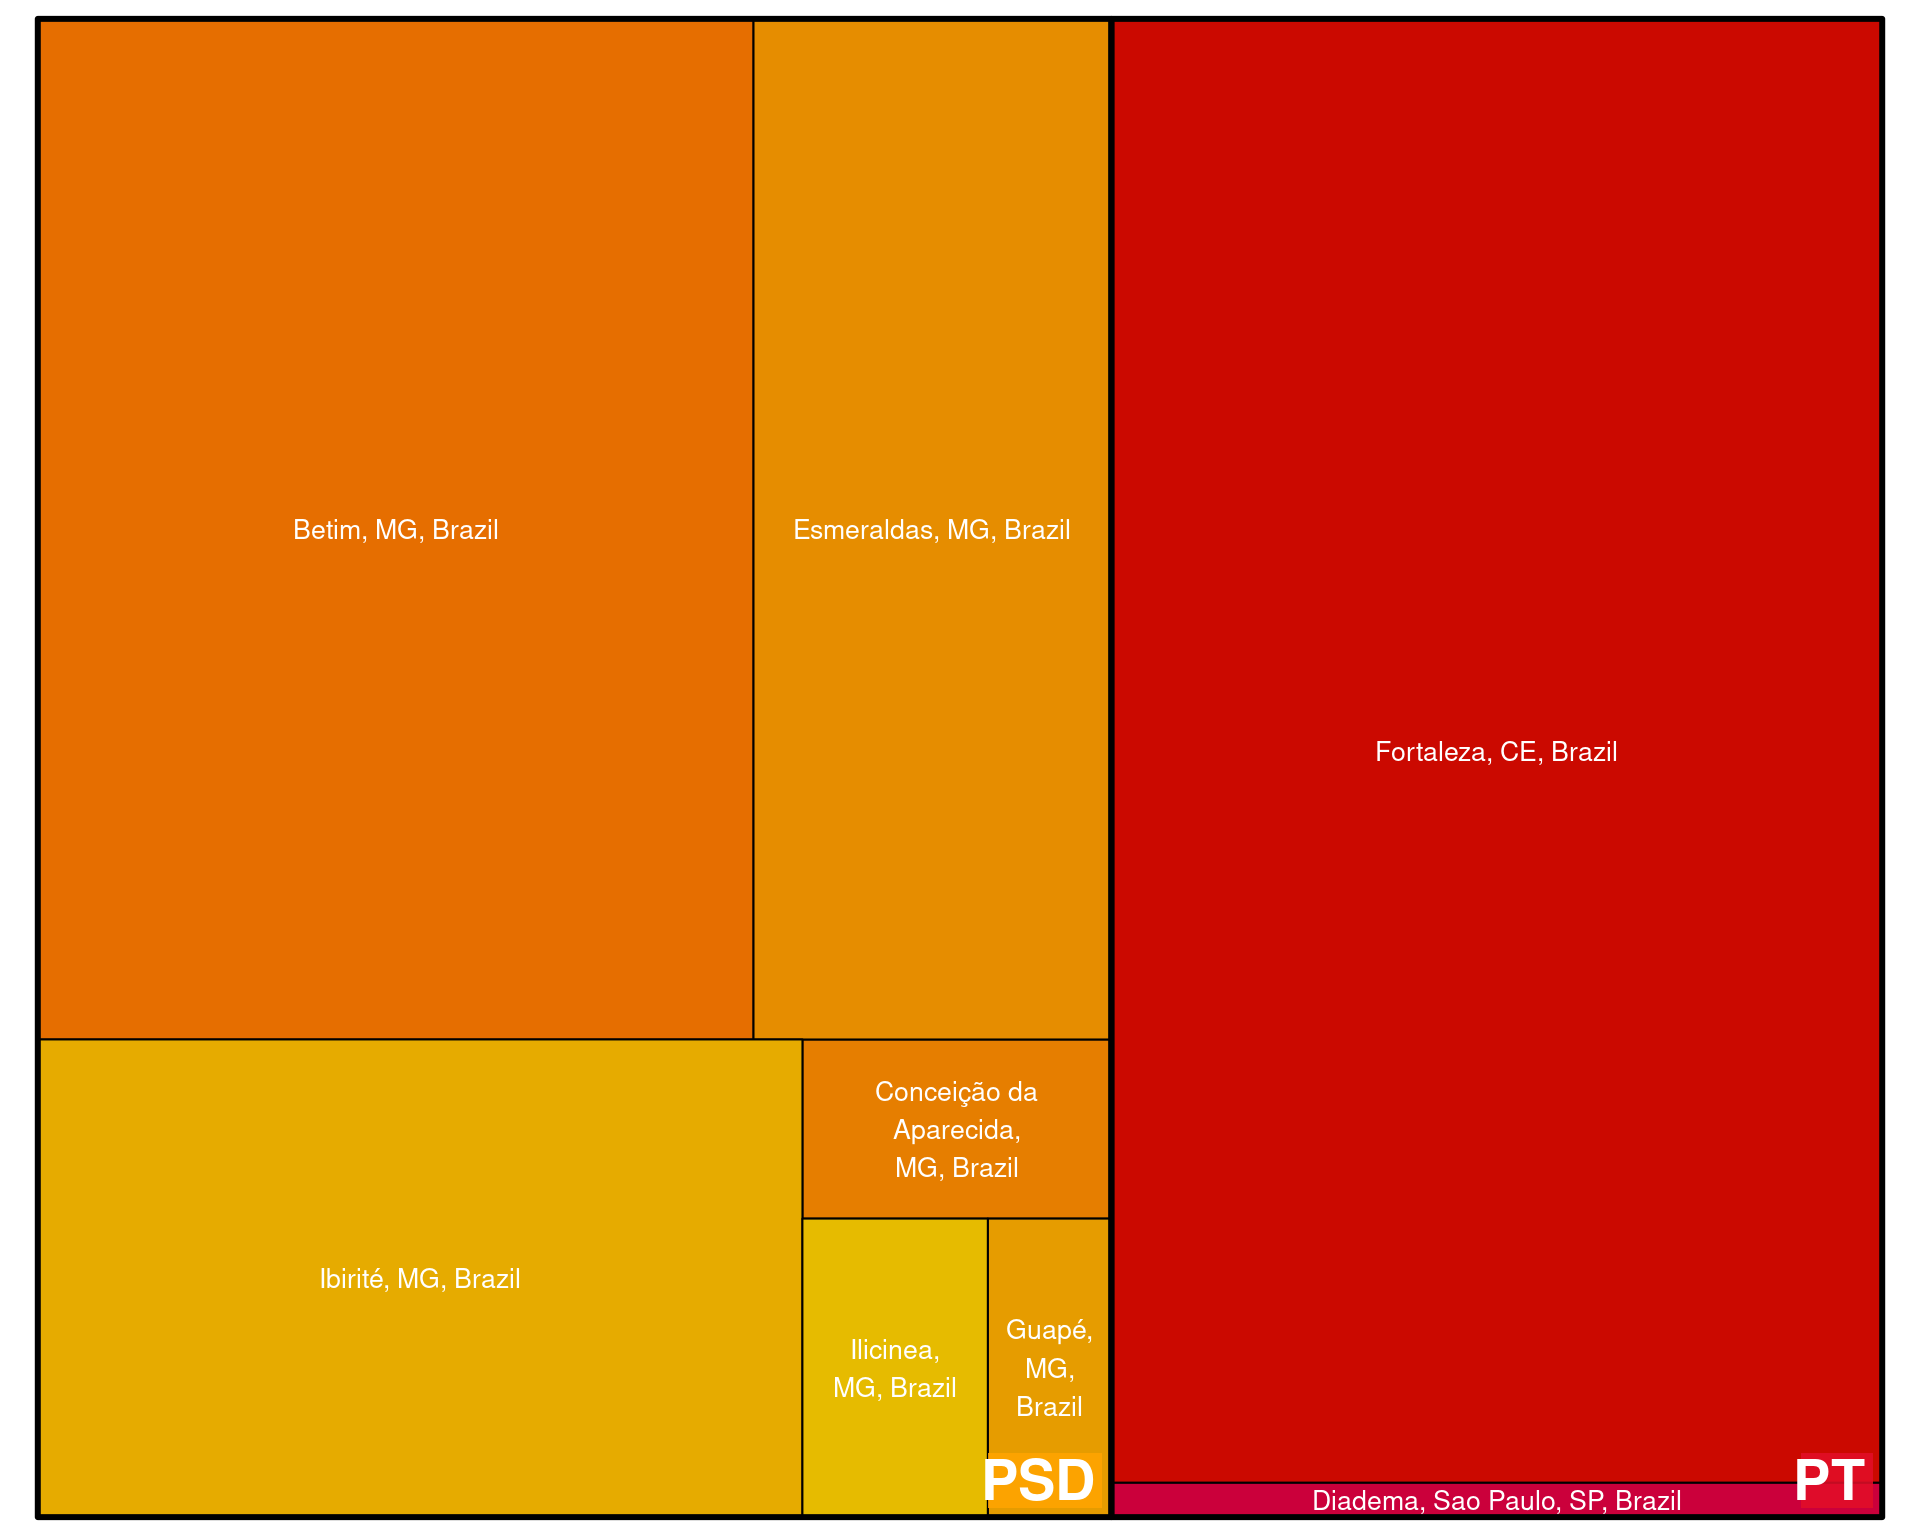 Betim, MG, Brazil
Esmeraldas, MG, Brazil
Fortaleza, CE, Brazil
Conceição da
Aparecida,
MG, Brazil
Ibirité, MG, Brazil
Ilicinea,
MG, Brazil
Guapé,
MG,
Brazil
PSD
PT
Diadema, Sao Paulo, SP, Brazil